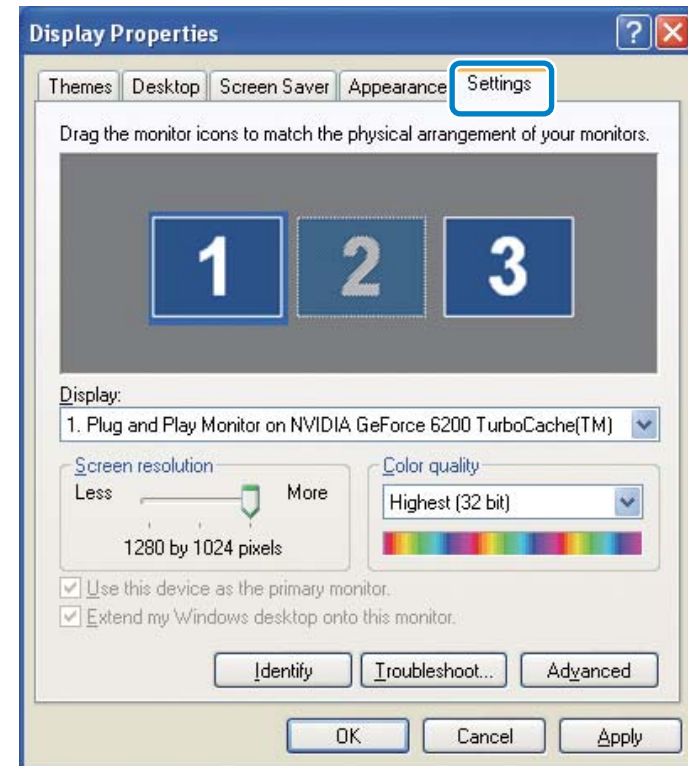 Display Properties
?
X
Themes Desktop Screen Saver Appearance Settings
Drag the monitor icons to match the physical arrangement of your monitors.
1 2 3
Display:
1. Plug and Play Monitor on NVIDIA GeForce 6200 TurboCache(TM)
Screen resolution
Less More
1280 by 1024 pixels
Color quality
Highest (32 bit)
Use this device as the primary monitor.
Extend my Windows desktop onto this monitor.
Identify Troubleshoot... Advanced
OK Cancel Apply